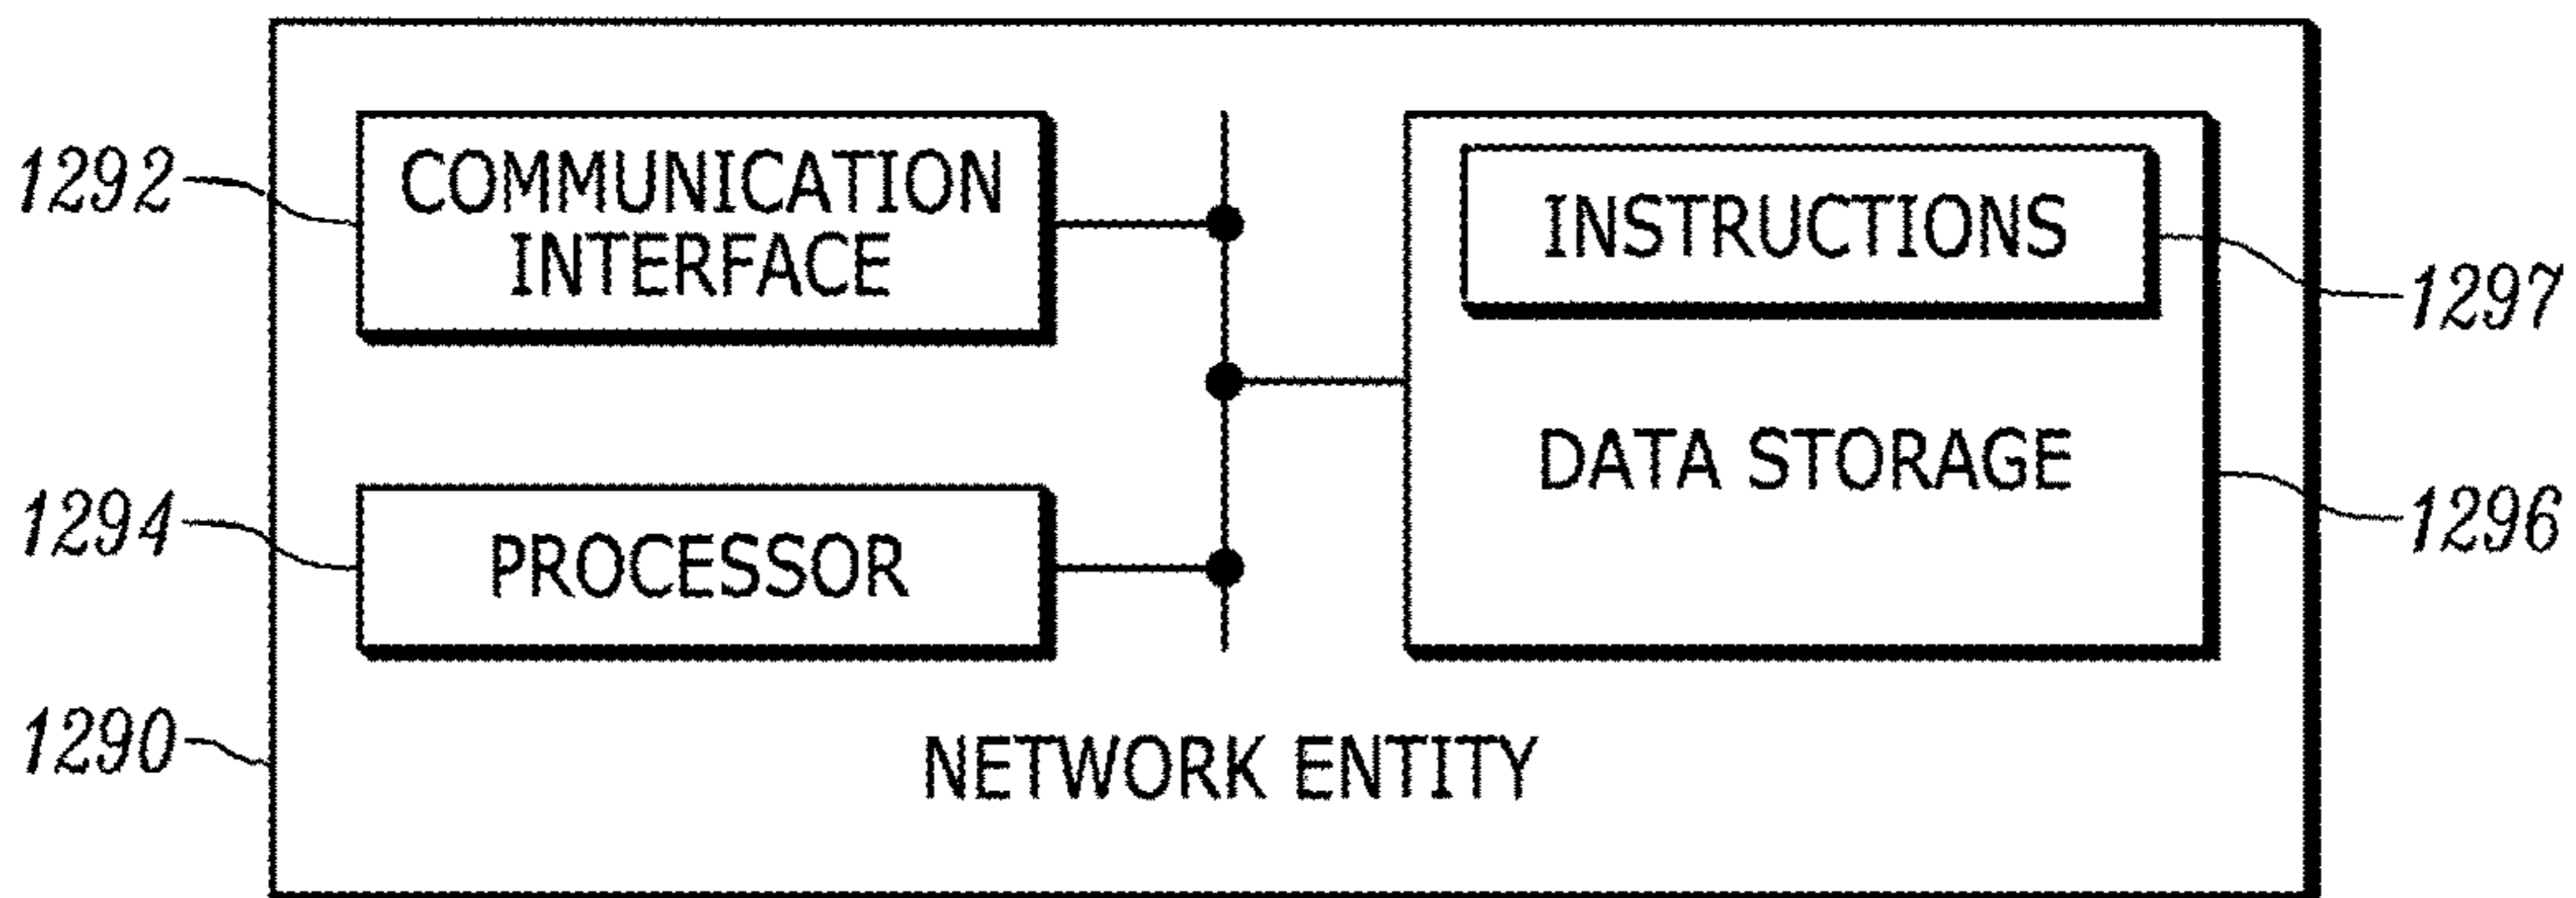 1292
COMMUNICATION
INTERFACE
INSTRUCTIONS
1297
1294
PROCESSOR
DATA STORAGE
1296
1290
NETWORK ENTITY